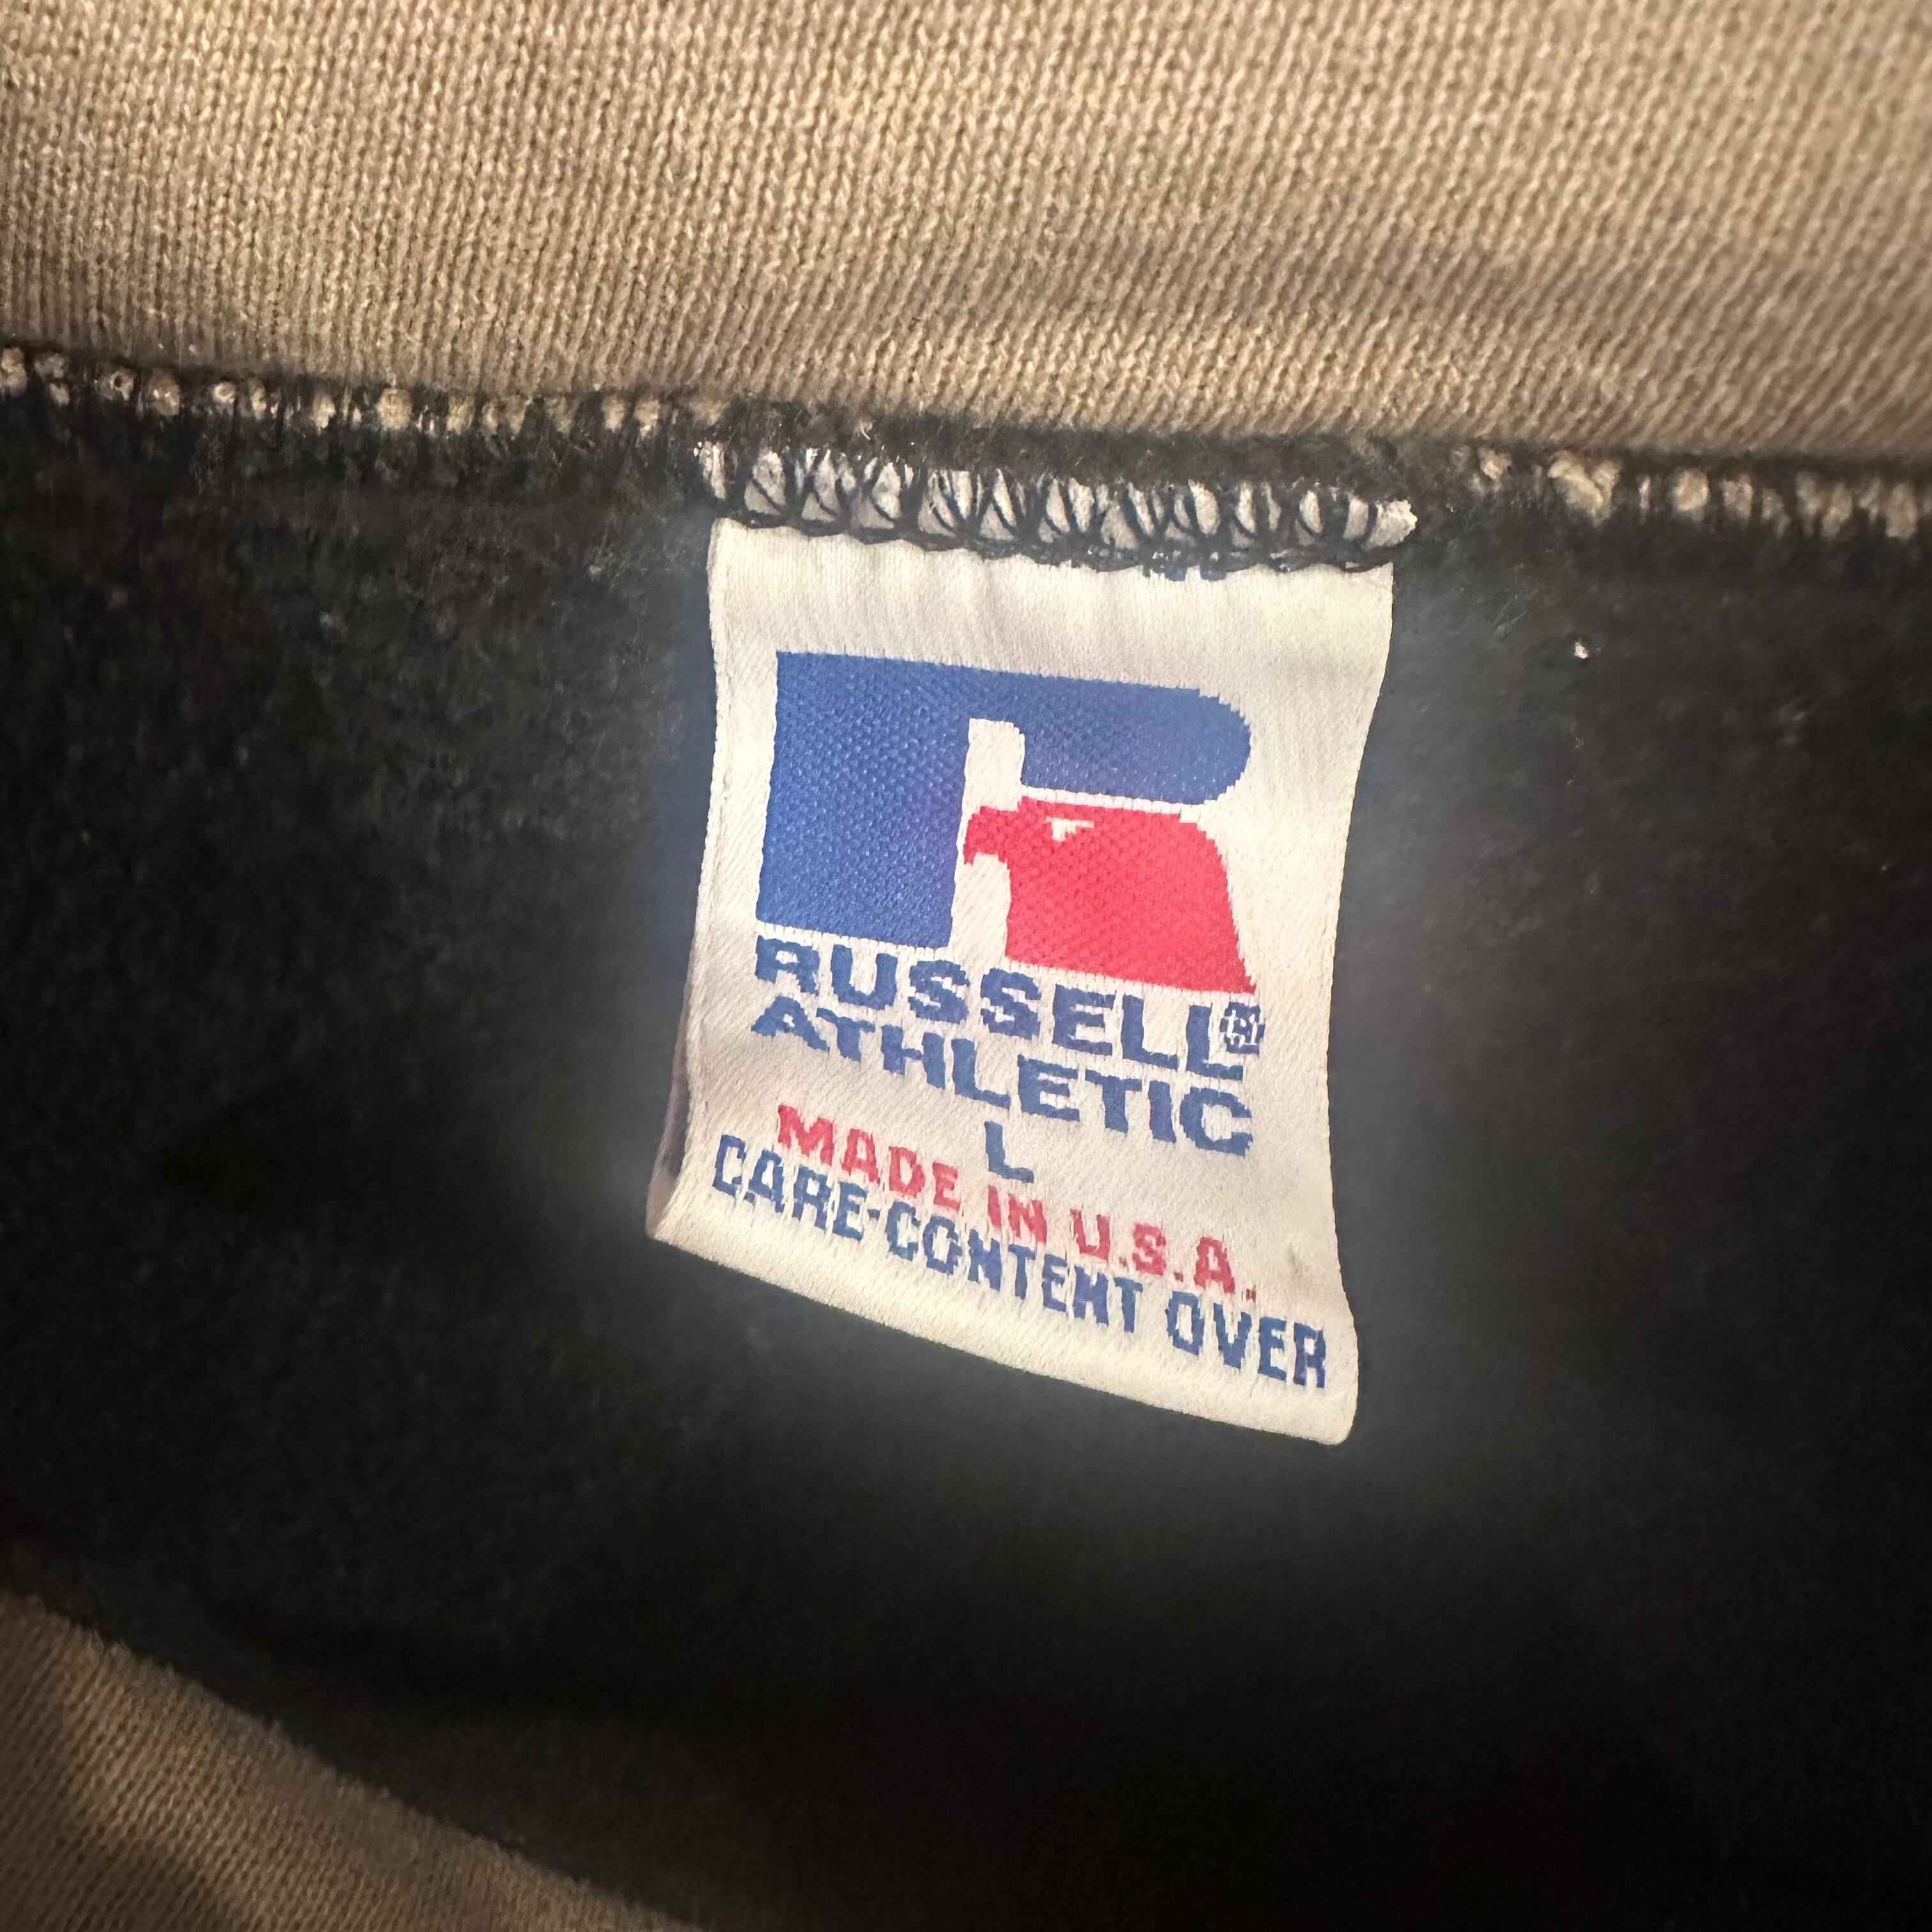 RUSSELL®
ATHLETIC
L
MADE IN U.S.A.
CARE-CONTENT OVER